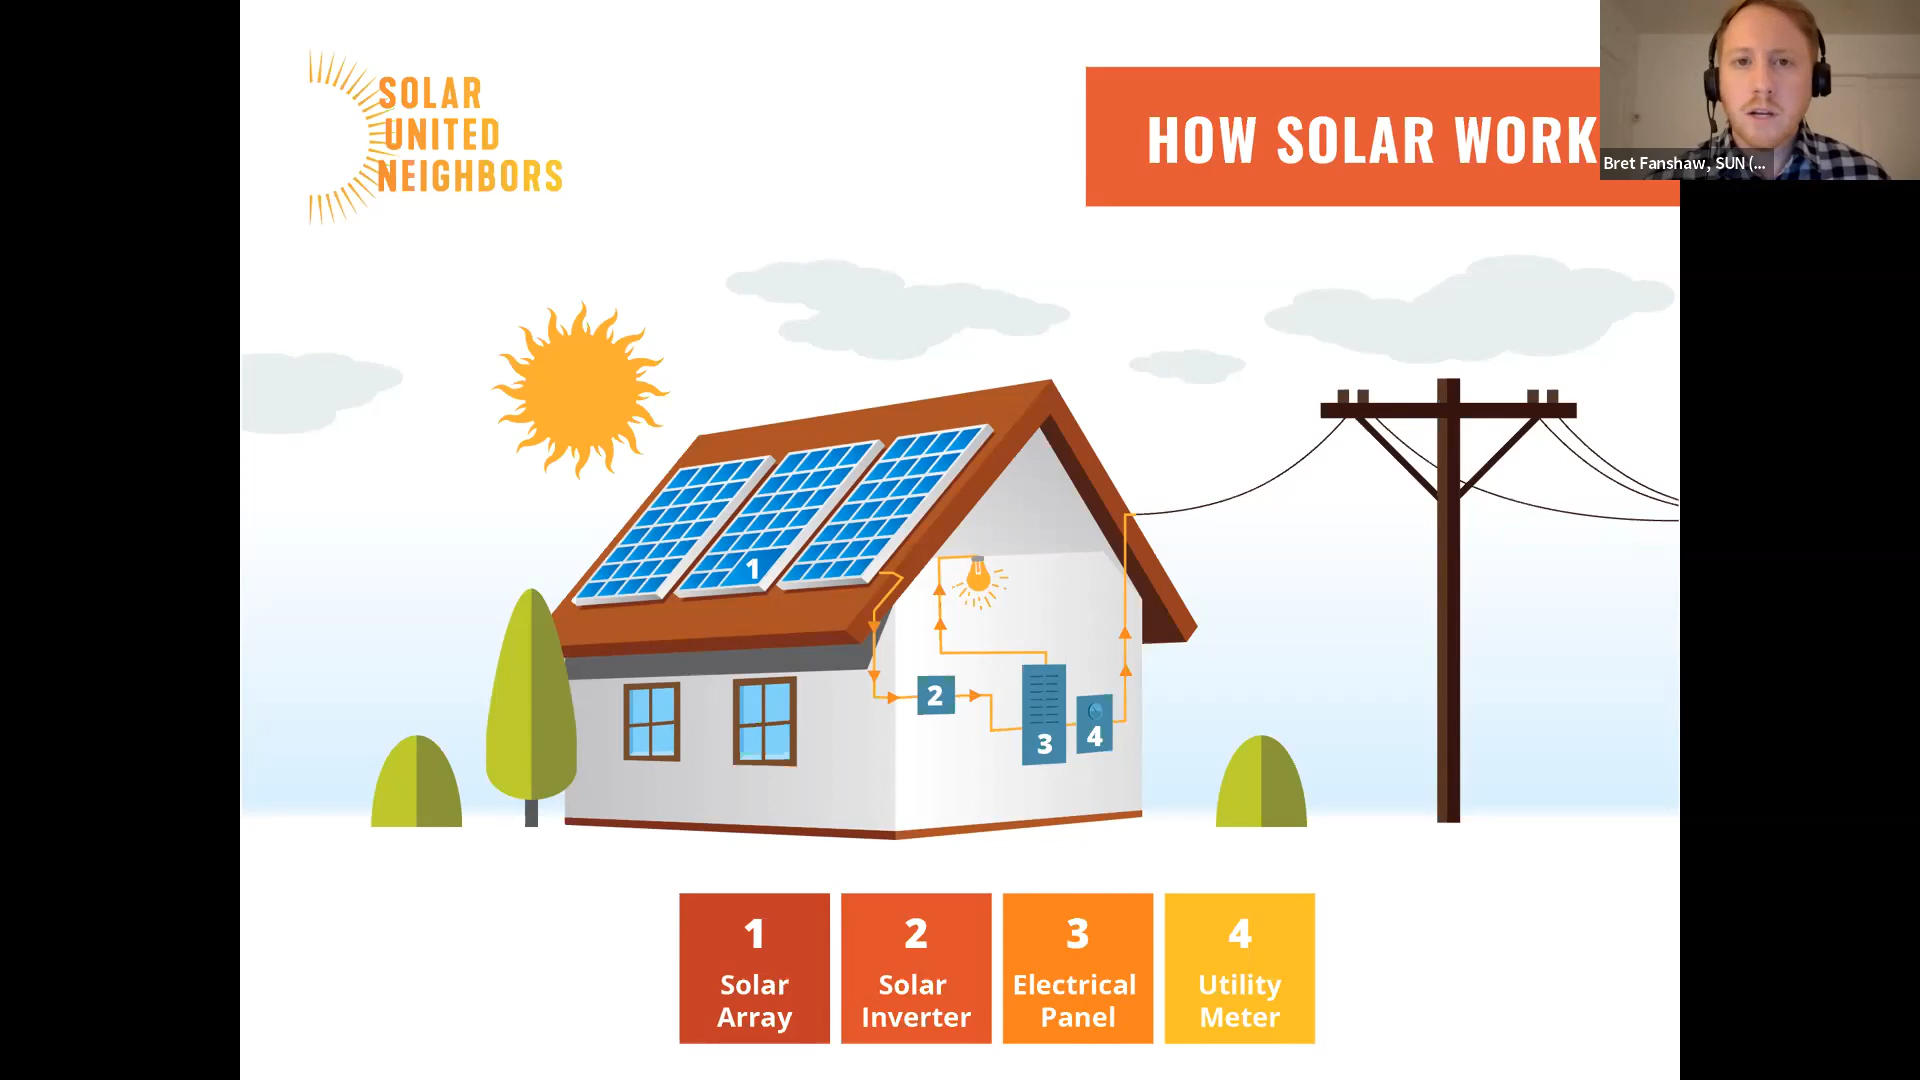 SOLAR
UNITED
NEIGHBORS
HOW SOLAR WORK
Bret Fanshaw, SUN (...
1
2
3
4
1
Solar
Array
2
Solar
Inverter
3
Electrical
Panel
4
Utility
Meter